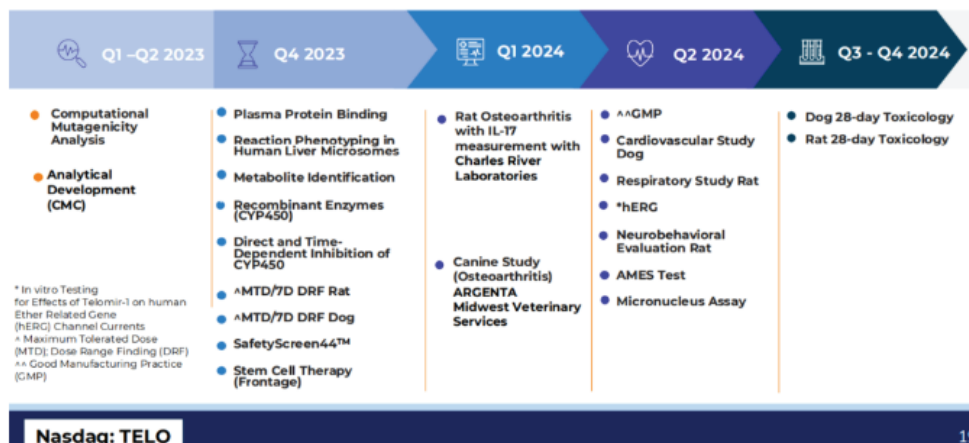 Q1 –Q2 2023
Q4 2023
Q1 2024
Q2 2024
Q3 - Q4 2024
Computational
Mutagenicity
Analysis
Analytical
Development
(CMC)
* In vitro Testing
for Effects of Telomir-1 on human
Ether Related Gene
(hERG) Channel Currents
^ Maximum Tolerated Dose
(MTD); Dose Range Finding (DRF)
^^ Good Manufacturing Practice
(GMP)
Plasma Protein Binding
Reaction Phenotyping in
Human Liver Microsomes
Metabolite Identification
Recombinant Enzymes
(CYP450)
Direct and Time-
Dependent Inhibition of
CYP450
^MTD/7D DRF Rat
^MTD/7D DRF Dog
SafetyScreen44™
Stem Cell Therapy
(Frontage)
Rat Osteoarthritis
with IL-17
measurement with
Charles River
Laboratories
Canine Study
(Osteoarthritis)
ARGENTA
Midwest Veterinary
Services
^^GMP
Cardiovascular Study
Dog
Respiratory Study Rat
*hERG
Neurobehavioral
Evaluation Rat
AMES Test
Micronucleus Assay
Dog 28-day Toxicology
Rat 28-day Toxicology
Nasdaq: TELO